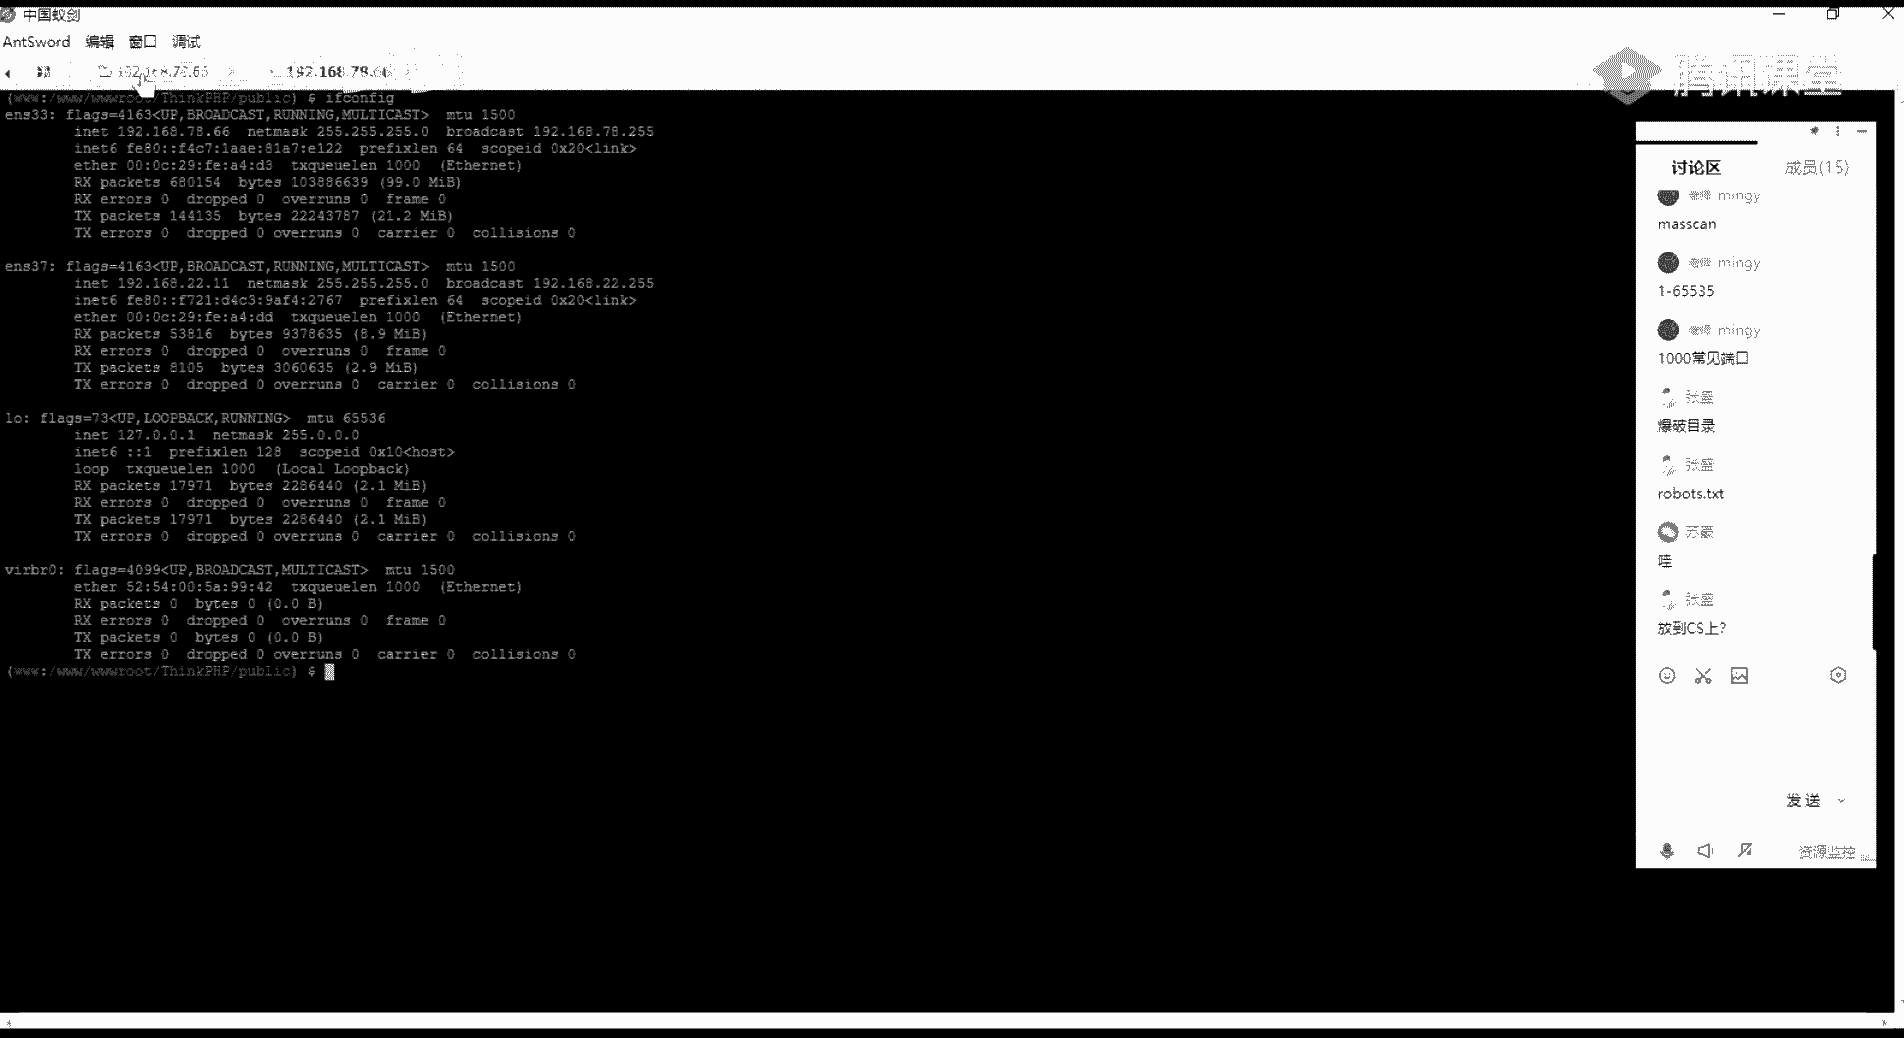 中国蚁剑
AntSword 编辑 窗口 调试
192.168.78.66
腾讯课堂
(www:/www/wwwroot/ThinkPHP/public) $ ifconfig
ens33: flags=4163<UP,BROADCAST,RUNNING,MULTICAST> mtu 1500
inet 192.168.78.66 netmask 255.255.255.0 broadcast 192.168.78.255
inet6 fe80::f4c7:1aae:81a7:e122 prefixlen 64 scopeid 0x20<link>
ether 00:0c:29:fe:a4:d3 txqueuelen 1000 (Ethernet)
RX packets 680154 bytes 103886639 (99.0 MiB)
RX errors 0 dropped 0 overruns 0 frame 0
TX packets 144135 bytes 22243787 (21.2 MiB)
TX errors 0 dropped 0 overruns 0 carrier 0 collisions 0
ens37: flags=4163<UP,BROADCAST,RUNNING,MULTICAST> mtu 1500
inet 192.168.22.11 netmask 255.255.255.0 broadcast 192.168.22.255
inet6 fe80::f721:d4c3:9af4:2767 prefixlen 64 scopeid 0x20<link>
ether 00:0c:29:fe:a4:dd txqueuelen 1000 (Ethernet)
RX packets 53816 bytes 9378635 (8.9 MiB)
RX errors 0 dropped 0 overruns 0 frame 0
TX packets 8105 bytes 3060635 (2.9 MiB)
TX errors 0 dropped 0 overruns 0 carrier 0 collisions 0
lo: flags=73<UP,LOOPBACK,RUNNING> mtu 65536
inet 127.0.0.1 netmask 255.0.0.0
inet6 ::1 prefixlen 128 scopeid 0x10<host>
loop txqueuelen 1000 (Local Loopback)
RX packets 17971 bytes 2286440 (2.1 MiB)
RX errors 0 dropped 0 overruns 0 frame 0
TX packets 17971 bytes 2286440 (2.1 MiB)
TX errors 0 dropped 0 overruns 0 carrier 0 collisions 0
virbr0: flags=4099<UP,BROADCAST,MULTICAST> mtu 1500
ether 52:54:00:5a:99:42 txqueuelen 1000 (Ethernet)
RX packets 0 bytes 0 (0.0 B)
RX errors 0 dropped 0 overruns 0 frame 0
TX packets 0 bytes 0 (0.0 B)
TX errors 0 dropped 0 overruns 0 carrier 0 collisions 0
(www:/www/wwwroot/ThinkPHP/public) $
讨论区 成员(15)
mingy
masscan
mingy
1-65535
mingy
1000常见端口
张盛
爆破目录
张盛
robots.txt
苏豪
哇
张盛
放到CS上?
发送
资源监控